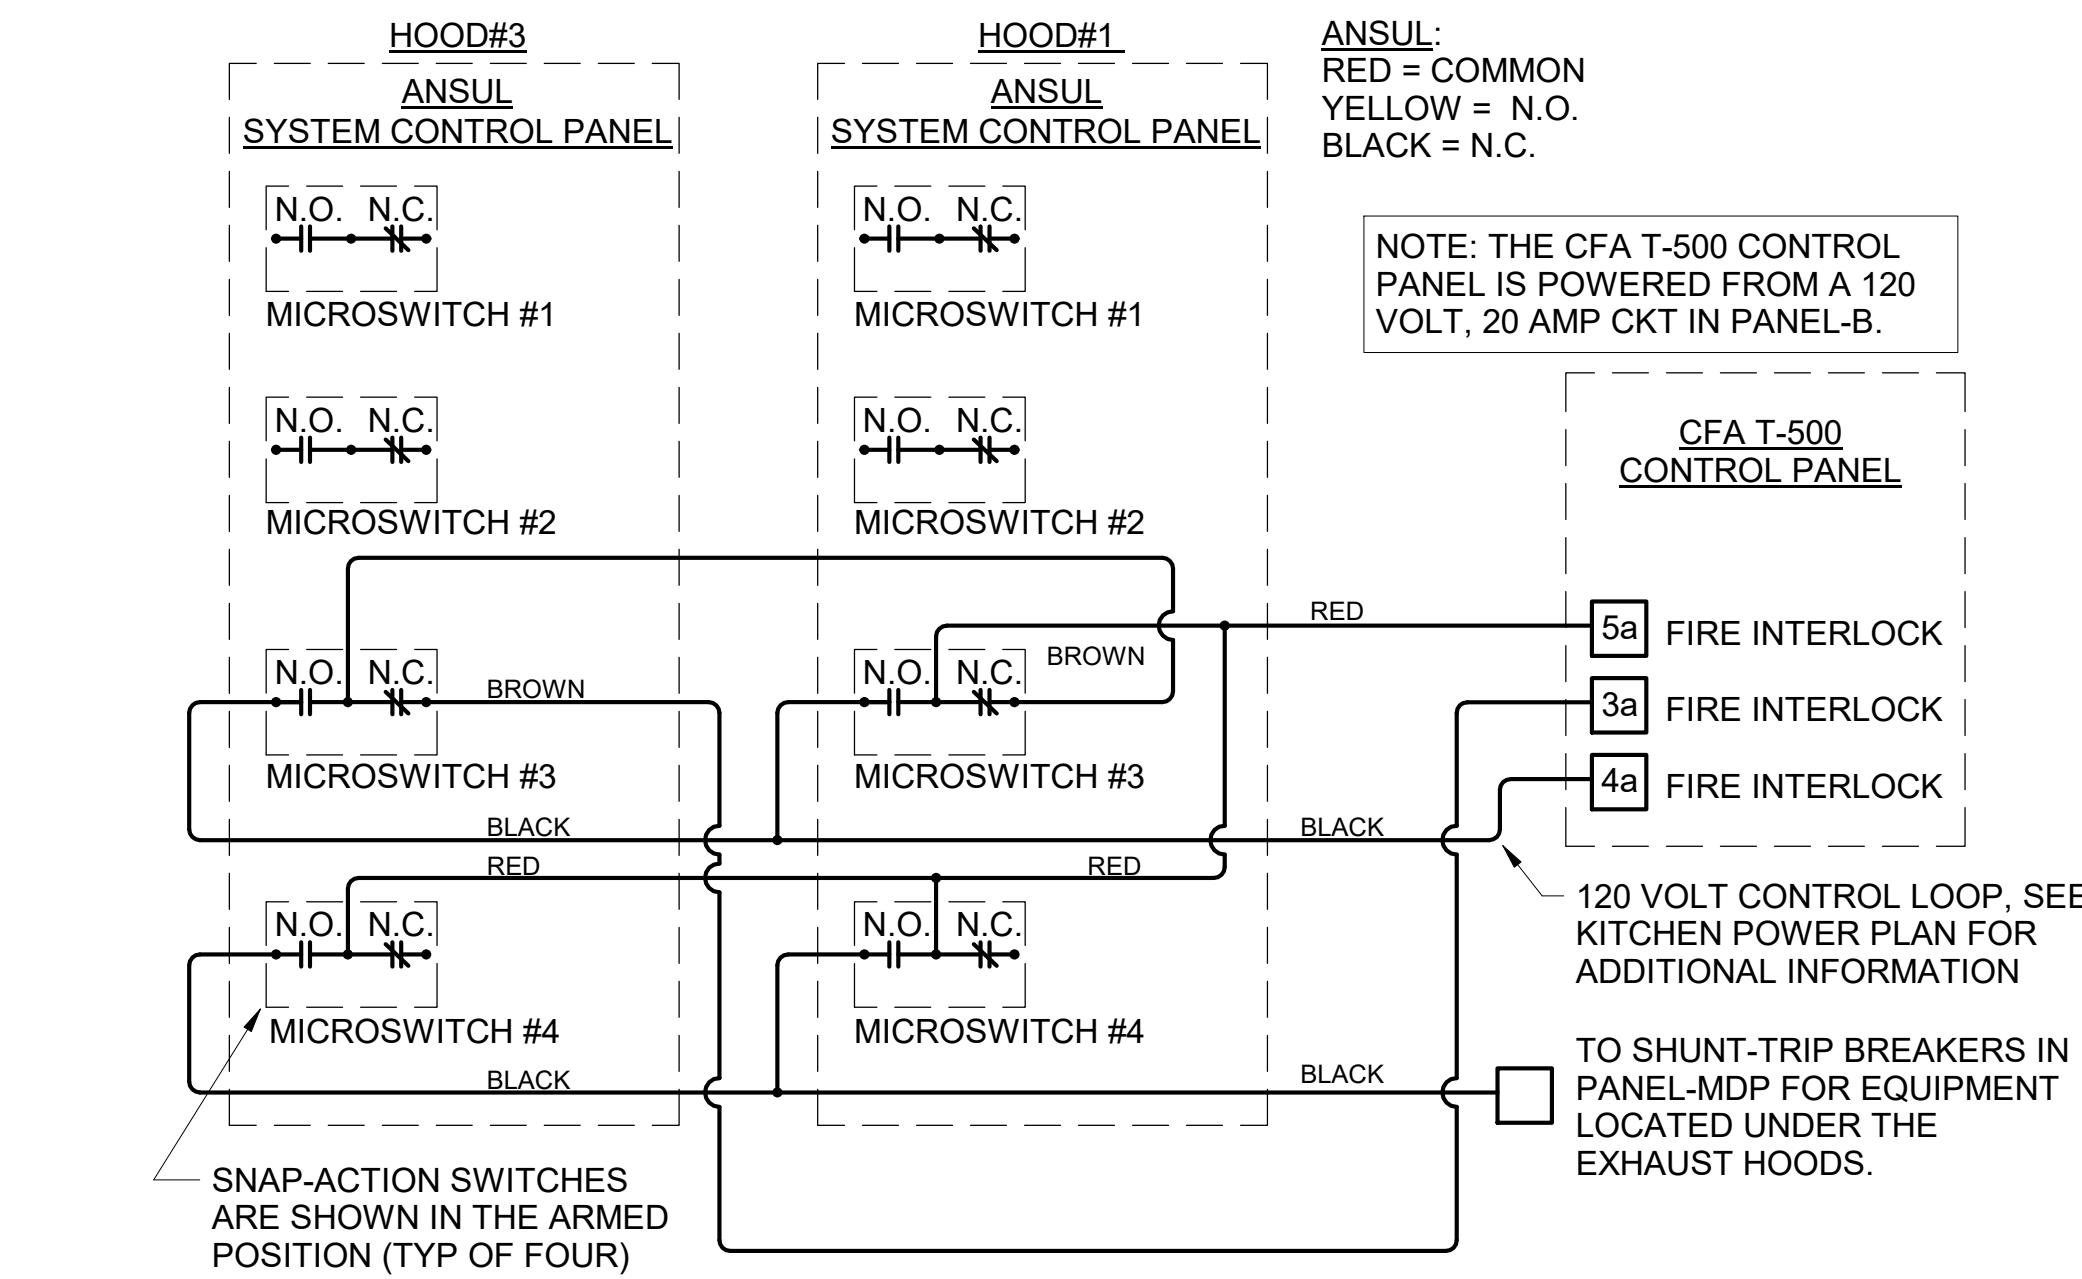 HOOD#3
ANSUL
SYSTEM CONTROL PANEL
N.O. N.C.
MICROSWITCH #1
N.O. N.C.
MICROSWITCH #2
N.O. N.C.
BROWN
MICROSWITCH #3
BLACK
RED
N.O. N.C.
MICROSWITCH #4
BLACK
SNAP-ACTION SWITCHES
ARE SHOWN IN THE ARMED
POSITION (TYP OF FOUR)
HOOD#1
ANSUL
SYSTEM CONTROL PANEL
N.O. N.C.
MICROSWITCH #1
N.O. N.C.
MICROSWITCH #2
N.O. N.C.
BROWN
MICROSWITCH #3
RED
N.O. N.C.
MICROSWITCH #4
ANSUL:
RED = COMMON
YELLOW = N.O.
BLACK = N.C.
NOTE: THE CFA T-500 CONTROL
PANEL IS POWERED FROM A 120
VOLT, 20 AMP CKT IN PANEL-B.
CFA T-500
CONTROL PANEL
RED
5a FIRE INTERLOCK
3a FIRE INTERLOCK
4a FIRE INTERLOCK
BLACK
120 VOLT CONTROL LOOP, SEE
KITCHEN POWER PLAN FOR
ADDITIONAL INFORMATION
BLACK
TO SHUNT-TRIP BREAKERS IN
PANEL-MDP FOR EQUIPMENT
LOCATED UNDER THE
EXHAUST HOODS.